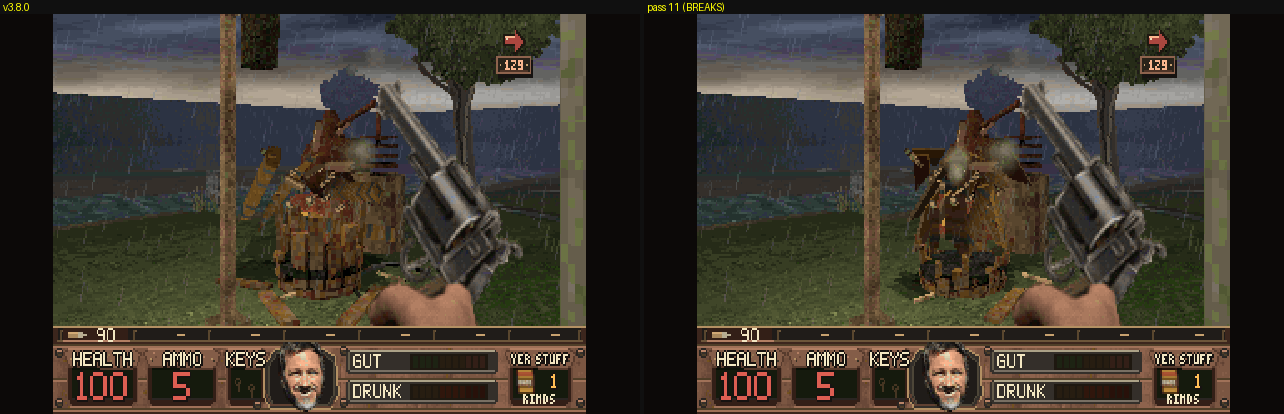 v3.8.0
pass 11 (BREAKS)
129
129
90
90
HEALTH AMMO KEYS
100 5
GUT
DRUNK
YER STUFF
1
RINDS
HEALTH AMMO KEYS
100 5
GUT
DRUNK
YER STUFF
1
RINDS